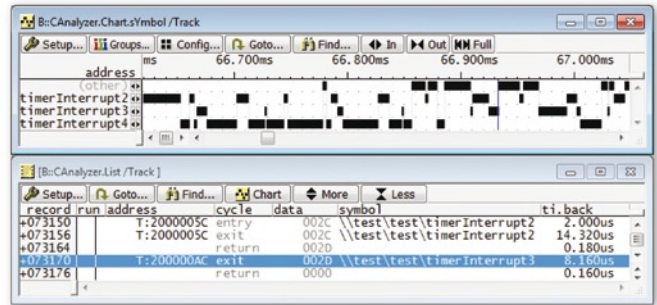 B::CAnalyzer.Chart.sYmbol /Track
Setup... Groups... Config... Goto... Find... In Out Full
ms 66.700ms 66.800ms 66.900ms 67.000ms
address
(other)
timerInterrupt2
timerInterrupt3
timerInterrupt4
[B::CAnalyzer.List /Track]
Setup... Goto... Find... Chart More Less
record run address cycle data symbol ti.back
+073150 T:2000005C entry 002C \\test\test\timerInterrupt2 2.000us
+073156 T:2000005C exit 002C \\test\test\timerInterrupt2 14.320us
+073164 return 002D 0.180us
+073170 T:200000AC exit 002D \\test\test\timerInterrupt3 8.160us
+073176 return 0000 0.160us